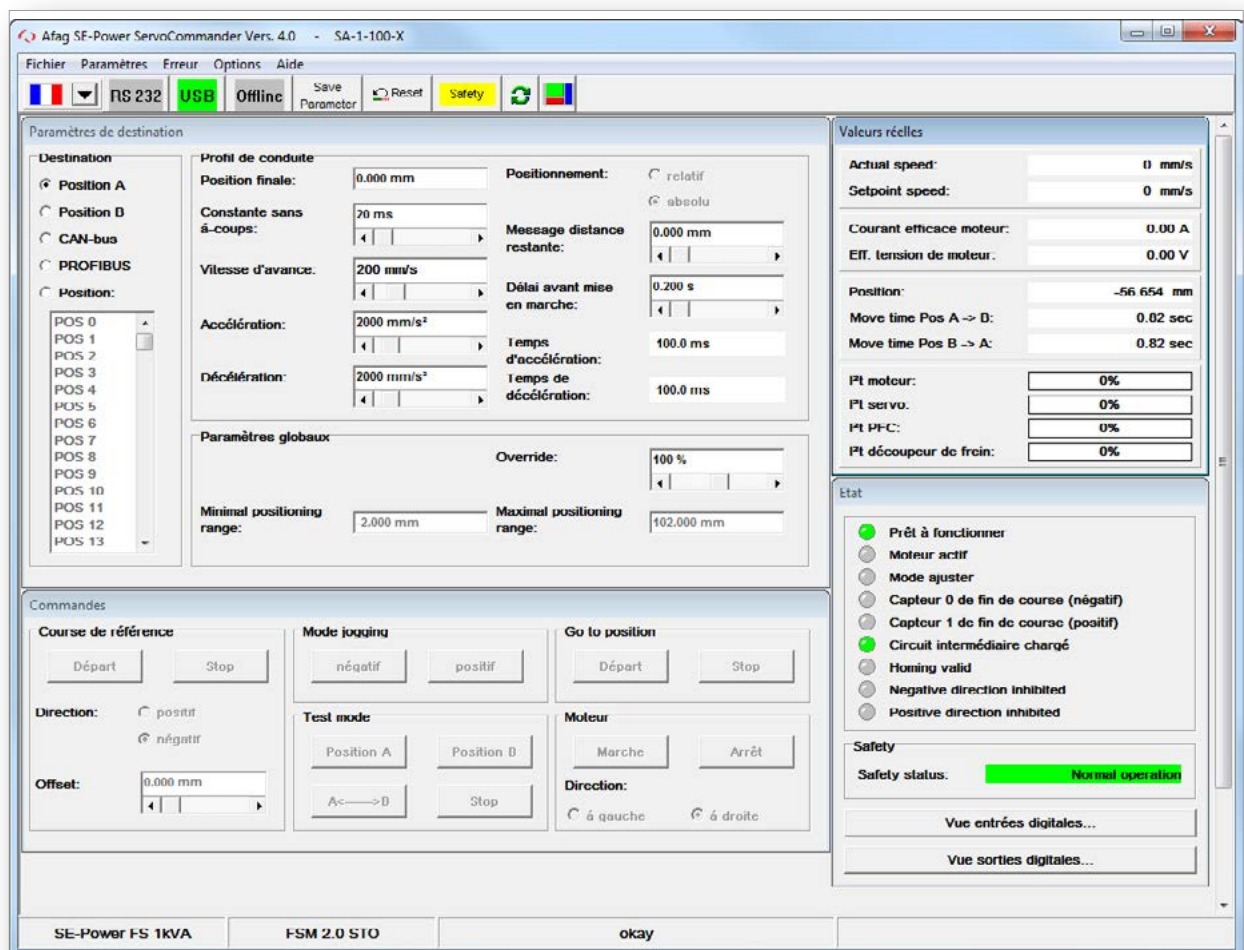 Afag SE-Power ServoCommander Vers. 4.0 - SA-1-100-X
Fichier Paramètres Erreur Options Aide
RS 232 USB Offline Save Parameter Reset Safety
Paramètres de destination
Destination
Position A
Position B
CAN-bus
PROFIBUS
Position:
POS 0
POS 1
POS 2
POS 3
POS 4
POS 5
POS 6
POS 7
POS 8
POS 9
POS 10
POS 11
POS 12
POS 13
Profil de conduite
Position finale: 0.000 mm
Constante sans
á-coups: 20 ms
Vitesse d'avance: 200 mm/s
Accélération: 2000 mm/s²
Décélération: 2000 mm/s²
Positionnement: relatif
absolu
Message distance
restante: 0.000 mm
Délai avant mise
en marche: 0.200 s
Temps
d'accélération: 100.0 ms
Temps de
décélération: 100.0 ms
Paramètres globaux
Override: 100 %
Minimal positioning
range: -2.000 mm
Maximal positioning
range: 102.000 mm
Commandes
Course de référence
Départ Stop
Direction: positif
négatif
Offset: 0.000 mm
Mode jogging
négatif positif
Test mode
Position A Position B
A<--->B Stop
Go to position
Départ Stop
Moteur
Marche Arrêt
Direction:
á gauche á droite
Valeurs réelles
Actual speed: 0 mm/s
Setpoint speed: 0 mm/s
Courant efficace moteur: 0.00 A
Eff. tension de moteur: 0.00 V
Position: -56.654 mm
Move time Pos A -> B: 0.82 sec
Move time Pos B -> A: 0.82 sec
I²t moteur: 0%
I²t servo: 0%
I²t PFC: 0%
I²t découpeur de frein: 0%
Etat
Prêt à fonctionner
Moteur actif
Mode ajuster
Capteur 0 de fin de course (négatif)
Capteur 1 de fin de course (positif)
Circuit intermédiaire chargé
Homing valid
Negative direction inhibited
Positive direction inhibited
Safety
Safety status: Normal operation
Vue entrées digitales...
Vue sorties digitales...
SE-Power FS 1kVA FSM 2.0 STO okay